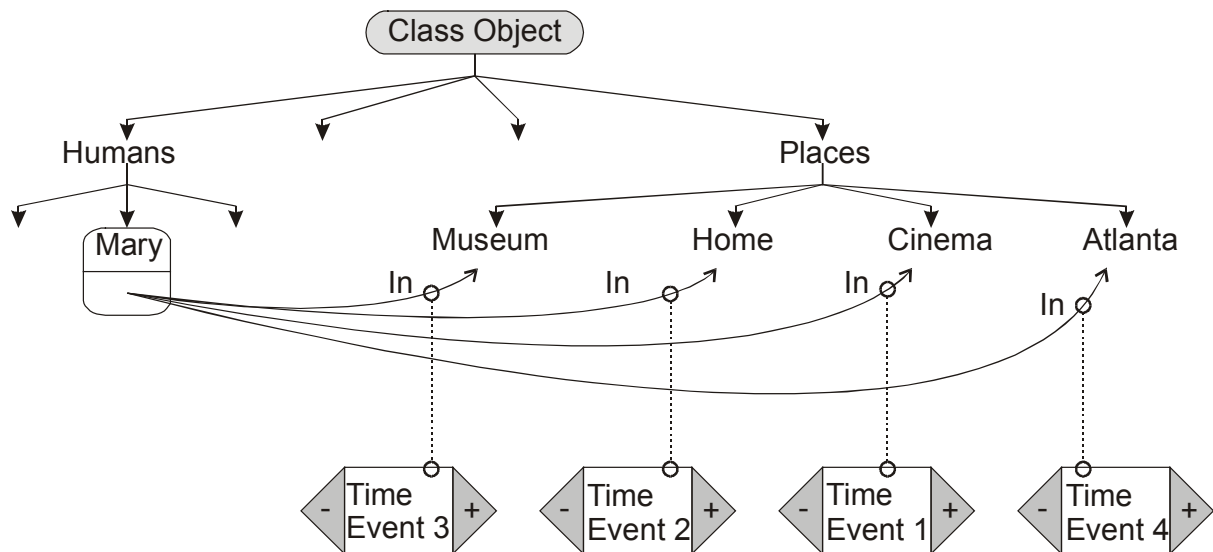 Class Object
Humans
Places
Mary
Museum
Home
Cinema
Atlanta
In
In
In
In
- Time Event 3 +
- Time Event 2 +
- Time Event 1 +
- Time Event 4 +